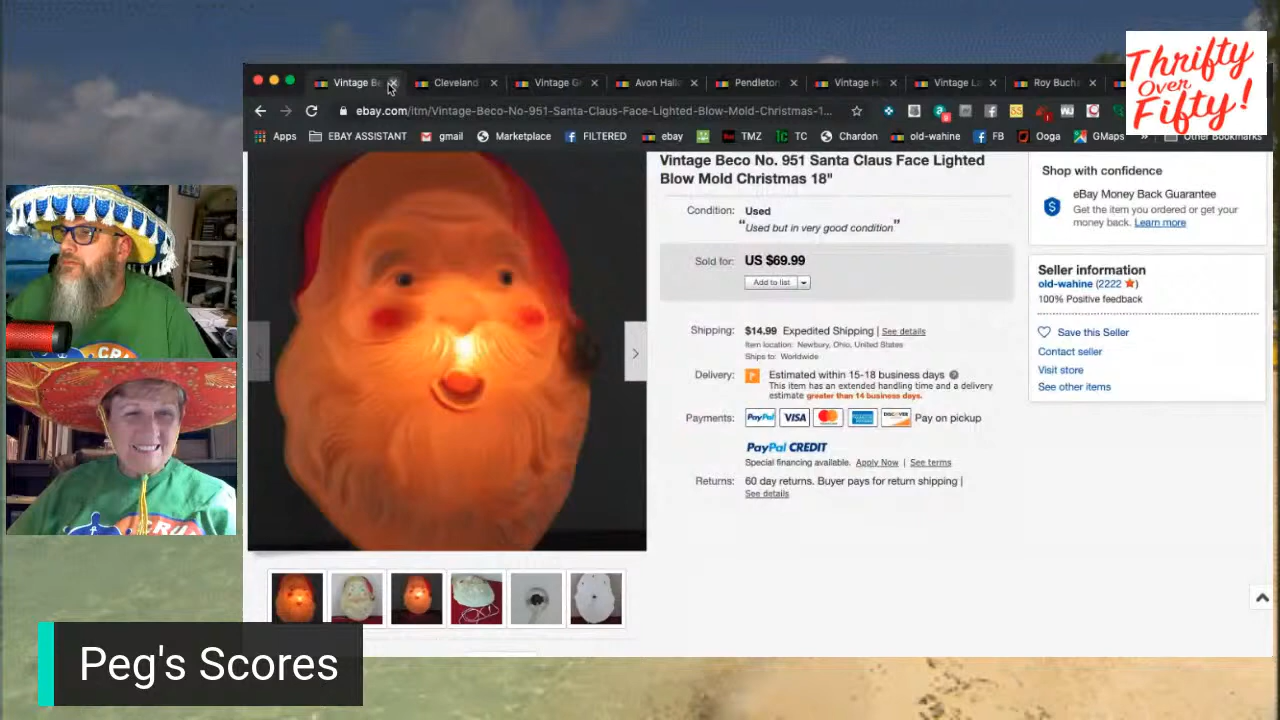 Thrifty
Over
Fifty!
Vintage Be
Cleveland
Vintage G
Avon Hall
Pendleton
Vintage H
Vintage Lo
Roy Bucha
ebay.com/itm/Vintage-Beco-No-951-Santa-Claus-Face-Lighted-Blow-Mold-Christmas-1...
Apps
EBAY ASSISTANT
gmail
Marketplace
FILTERED
ebay
TMZ
TC
Chardon
old-wahine
FB
Ooga
GMaps
Other Bookmarks
Vintage Beco No. 951 Santa Claus Face Lighted
Blow Mold Christmas 18"
Condition: Used
"Used but in very good condition"
Sold for: US $69.99
Add to list
Shipping: $14.99 Expedited Shipping | See details
Item location: Newbury, Ohio, United States
Ships to: Worldwide
Delivery: Estimated within 15-18 business days
This item has an extended handling time and a delivery
estimate greater than 14 business days.
Payments: PayPal VISA MasterCard DISCOVER Pay on pickup
PayPal CREDIT
Special financing available. Apply Now | See terms
Returns: 60 day returns. Buyer pays for return shipping |
See details
Shop with confidence
eBay Money Back Guarantee
Get the item you ordered or get your
money back. Learn more
Seller information
old-wahine (2222)
100% Positive feedback
Save this Seller
Contact seller
Visit store
See other items
Peg's Scores